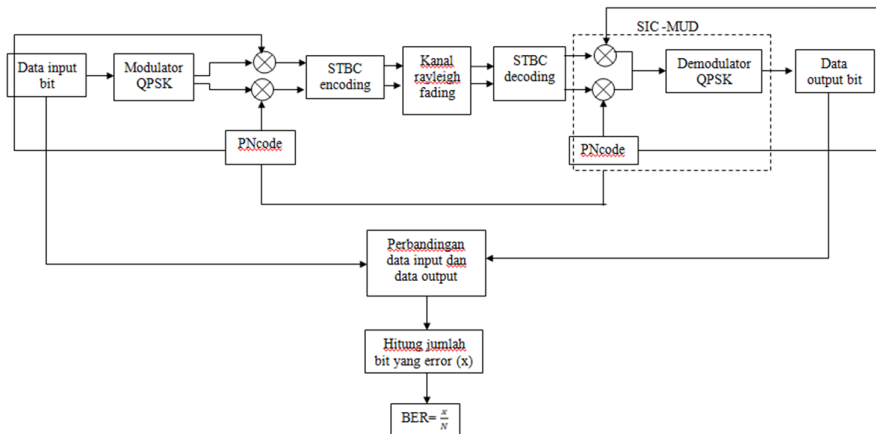 SIC -MUD
Data input
bit
Modulator
QPSK
STBC
encoding
Kanal
rayleigh
fading
STBC
decoding
Demodulator
QPSK
Data
output bit
PNcode
PNcode
Perbandingan
data input dan
data output
Hitung jumlah
bit yang error (x)
BER= x/N